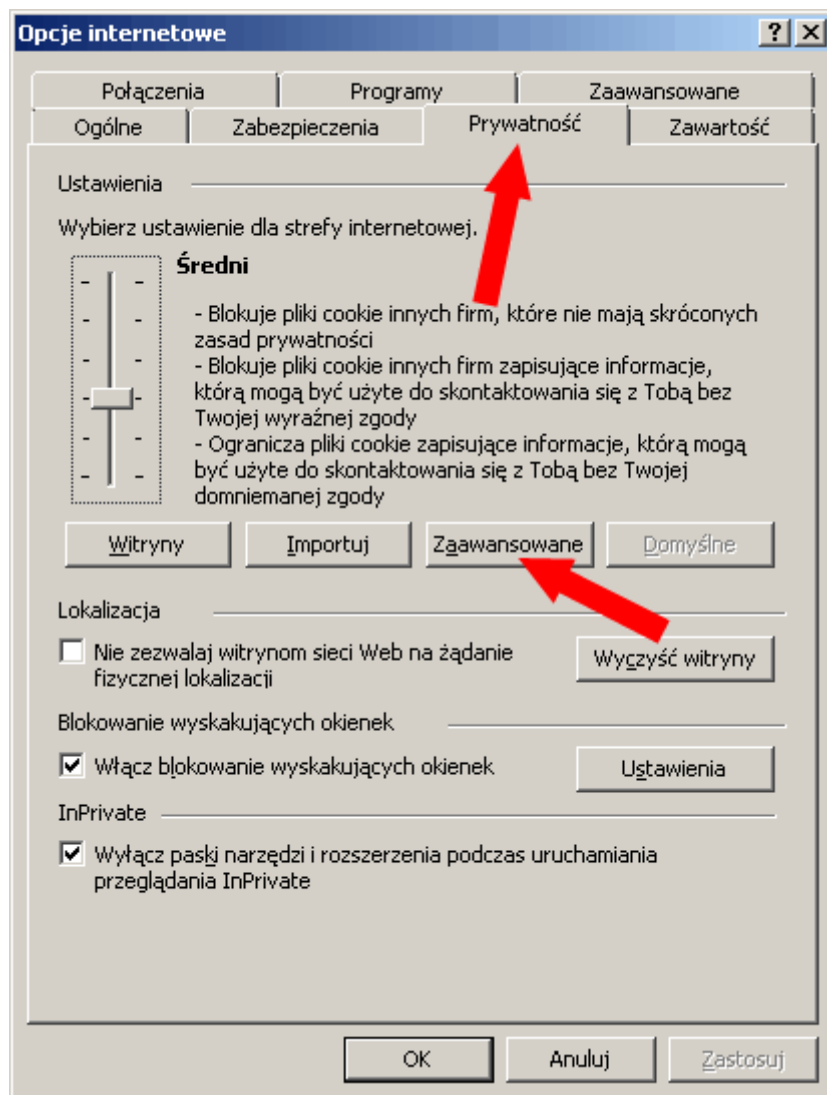 Opcje internetowe
Połączenia Programy Zaawansowane
Ogólne Zabezpieczenia Prywatność Zawartość
Ustawienia
Wybierz ustawienie dla strefy internetowej.
Średni
- Blokuje pliki cookie innych firm, które nie mają skróconych
zasad prywatności
- Blokuje pliki cookie innych firm zapisujące informacje,
którą mogą być użyte do skontaktowania się z Tobą bez
Twojej wyraźnej zgody
- Ogranicza pliki cookie zapisujące informacje, którą mogą
być użyte do skontaktowania się z Tobą bez Twojej
domniemanej zgody
Witryny Importuj Zaawansowane Domyślne
Lokalizacja
Nie zezwalaj witrynom sieci Web na żądanie
fizycznej lokalizacji
Wyczyść witryny
Blokowanie wyskakujących okienek
Włącz blokowanie wyskakujących okienek
Ustawienia
InPrivate
Wyłącz paski narzędzi i rozszerzenia podczas uruchamiania
przeglądania InPrivate
OK Anuluj Zastosuj